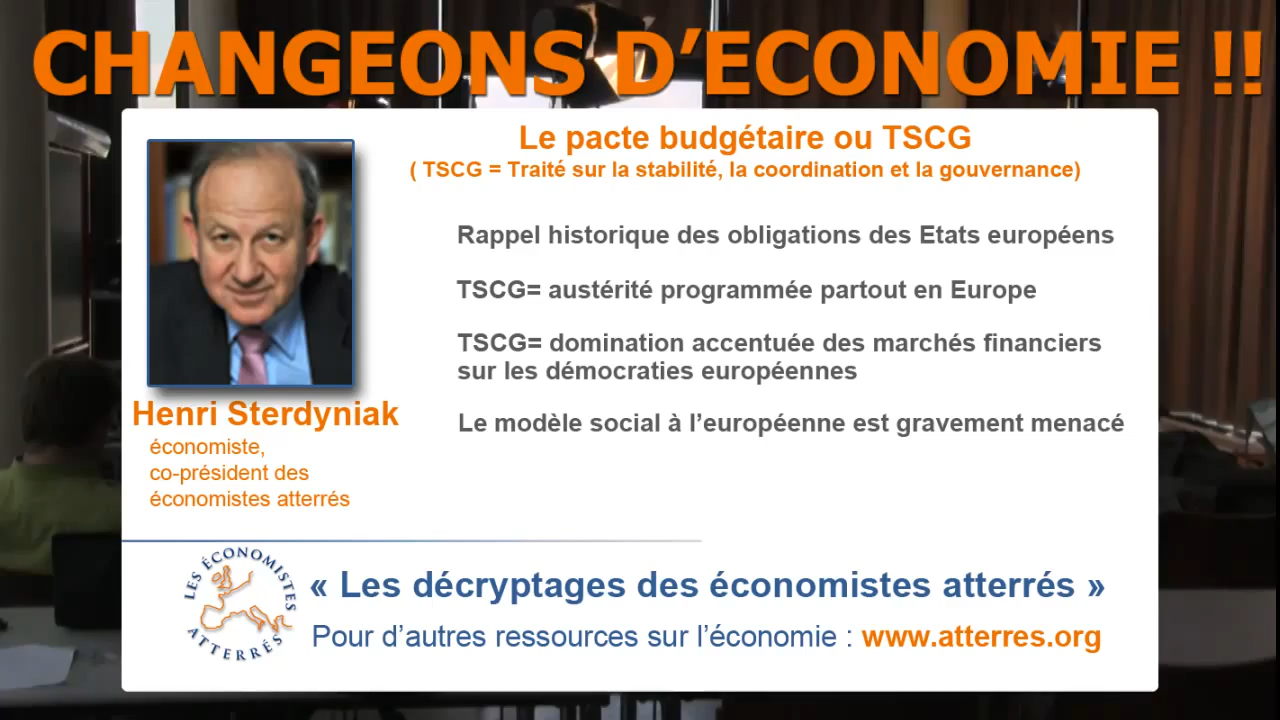 CHANGEONS D’ECONOMIE !!
Le pacte budgétaire ou TSCG
( TSCG = Traité sur la stabilité, la coordination et la gouvernance)
Rappel historique des obligations des Etats européens
TSCG= austérité programmée partout en Europe
TSCG= domination accentuée des marchés financiers
sur les démocraties européennes
Le modèle social à l’européenne est gravement menacé
Henri Sterdyniak
économiste,
co-président des
économistes atterrés
LES ÉCONOMISTES
ATTERRÉS
« Les décryptages des économistes atterrés »
Pour d’autres ressources sur l’économie : www.atterres.org